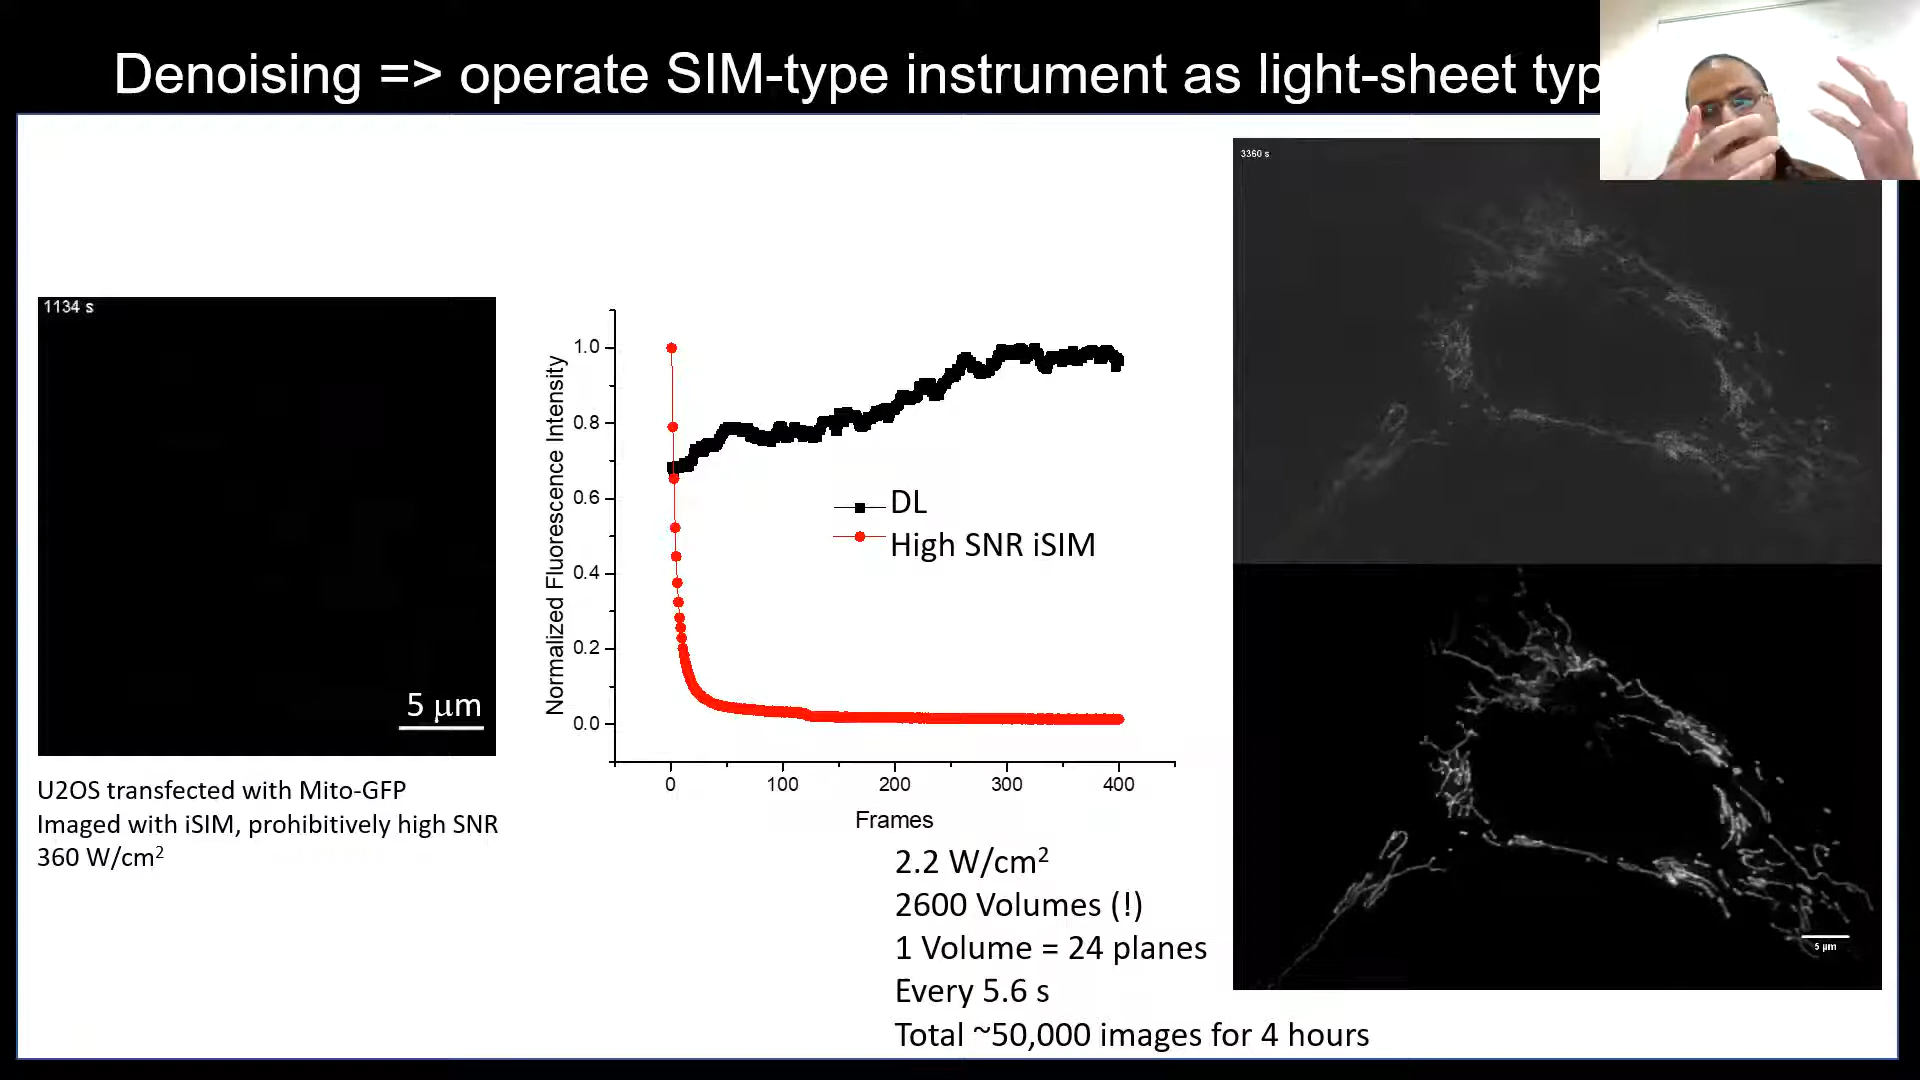 Denoising => operate SIM-type instrument as light-sheet
1134 s
5 μm
U2OS transfected with Mito-GFP
Imaged with iSIM, prohibitively high SNR
360 W/cm²
Normalized Fluorescence Intensity
1.0
0.8
0.6
0.4
0.2
0.0
0 100 200 300 400
Frames
DL
High SNR iSIM
2.2 W/cm²
2600 Volumes (!)
1 Volume = 24 planes
Every 5.6 s
Total ~50,000 images for 4 hours
3360 s
5 μm